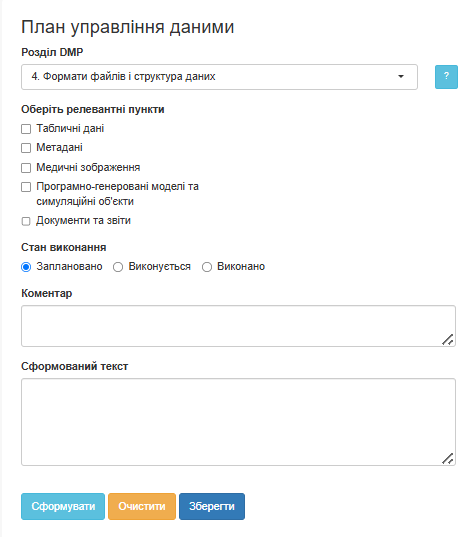 План управління даними
Розділ DMP
4. Формати файлів і структура даних
?
Оберіть релевантні пункти
Табличні дані
Метадані
Медичні зображення
Програмно-генеровані моделі та
симуляційні об'єкти
Документи та звіти
Стан виконання
Заплановано Виконується Виконано
Коментар
Сформований текст
Сформувати Очистити Зберегти